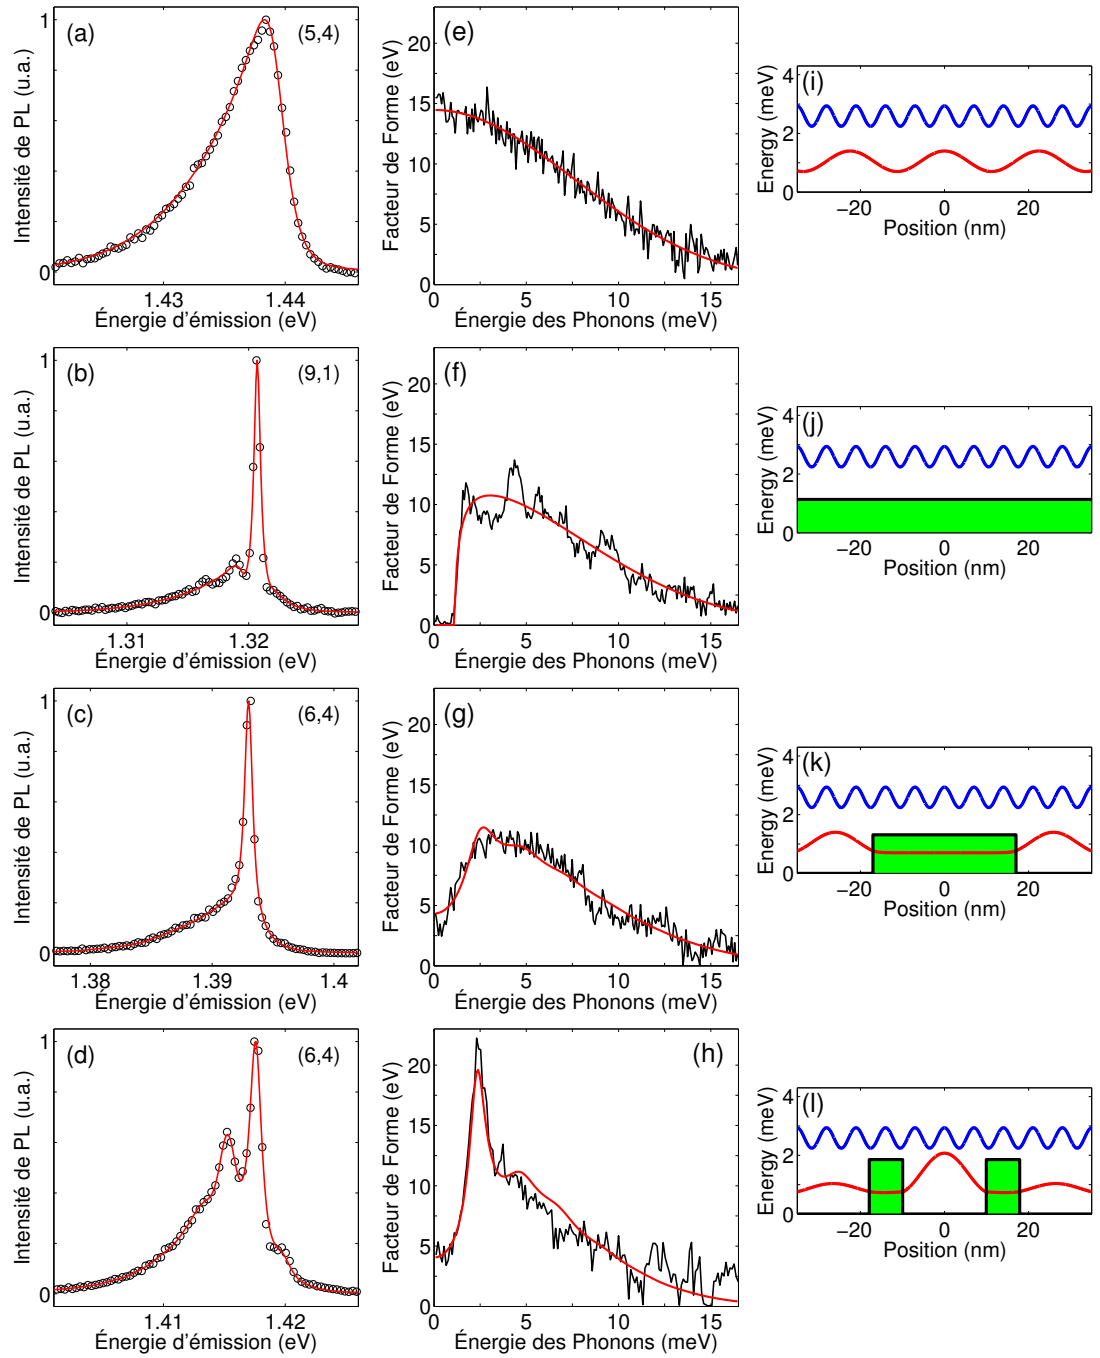 (a) (5,4)
1
0
Intensité de PL (u.a.)
1.43 1.44
Énergie d'émission (eV)
(e)
20
15
10
5
0
Facteur de Forme (eV)
0 5 10 15
Énergie des Phonons (meV)
(i)
4
2
0
Energy (meV)
−20 0 20
Position (nm)
(b) (9,1)
1
0
Intensité de PL (u.a.)
1.31 1.32
Énergie d'émission (eV)
(f)
20
15
10
5
0
Facteur de Forme (eV)
0 5 10 15
Énergie des Phonons (meV)
(j)
4
2
0
Energy (meV)
−20 0 20
Position (nm)
(c) (6,4)
1
0
Intensité de PL (u.a.)
1.38 1.39 1.4
Énergie d'émission (eV)
(g)
20
15
10
5
0
Facteur de Forme (eV)
0 5 10 15
Énergie des Phonons (meV)
(k)
4
2
0
Energy (meV)
−20 0 20
Position (nm)
(d) (6,4)
1
0
Intensité de PL (u.a.)
1.41 1.42
Énergie d'émission (eV)
(h)
20
15
10
5
0
Facteur de Forme (eV)
0 5 10 15
Énergie des Phonons (meV)
(l)
4
2
0
Energy (meV)
−20 0 20
Position (nm)